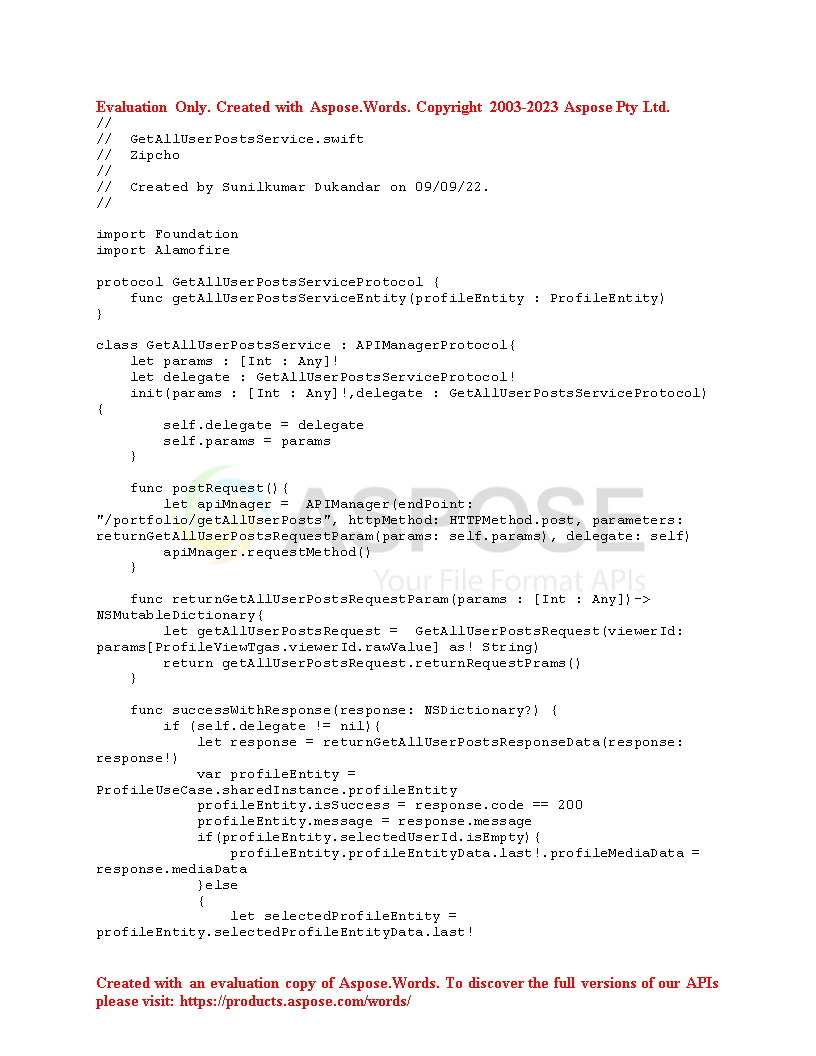 Evaluation Only. Created with Aspose.Words. Copyright 2003-2023 Aspose Pty Ltd.
//
//  GetAllUserPostsService.swift
//  Zipcho
//
//  Created by Sunilkumar Dukandar on 09/09/22.
//
import Foundation
import Alamofire
protocol GetAllUserPostsServiceProtocol {
    func getAllUserPostsServiceEntity(profileEntity : ProfileEntity)
}
class GetAllUserPostsService : APIManagerProtocol{
    let params : [Int : Any]!
    let delegate : GetAllUserPostsServiceProtocol!
    init(params : [Int : Any]!,delegate : GetAllUserPostsServiceProtocol)
{
        self.delegate = delegate
        self.params = params
    }
    func postRequest(){
        let apiMnager =  APIManager(endPoint:
"/portfolio/getAllUserPosts", httpMethod: HTTPMethod.post, parameters:
returnGetAllUserPostsRequestParam(params: self.params), delegate: self)
        apiMnager.requestMethod()
    }
ASPOSE
Your File Format APIs
    func returnGetAllUserPostsRequestParam(params : [Int : Any])->
NSMutableDictionary{
        let getAllUserPostsRequest =  GetAllUserPostsRequest(viewerId:
params[ProfileViewTgas.viewerId.rawValue] as! String)
        return getAllUserPostsRequest.returnRequestPrams()
    }
    func successWithResponse(response: NSDictionary?) {
        if (self.delegate != nil){
            let response = returnGetAllUserPostsResponseData(response:
response!)
            var profileEntity =
ProfileUseCase.sharedInstance.profileEntity
            profileEntity.isSuccess = response.code == 200
            profileEntity.message = response.message
            if(profileEntity.selectedUserId.isEmpty){
                profileEntity.profileEntityData.last!.profileMediaData =
response.mediaData
            }else
            {
                let selectedProfileEntity =
profileEntity.selectedProfileEntityData.last!
Created with an evaluation copy of Aspose.Words. To discover the full versions of our APIs
please visit: https://products.aspose.com/words/